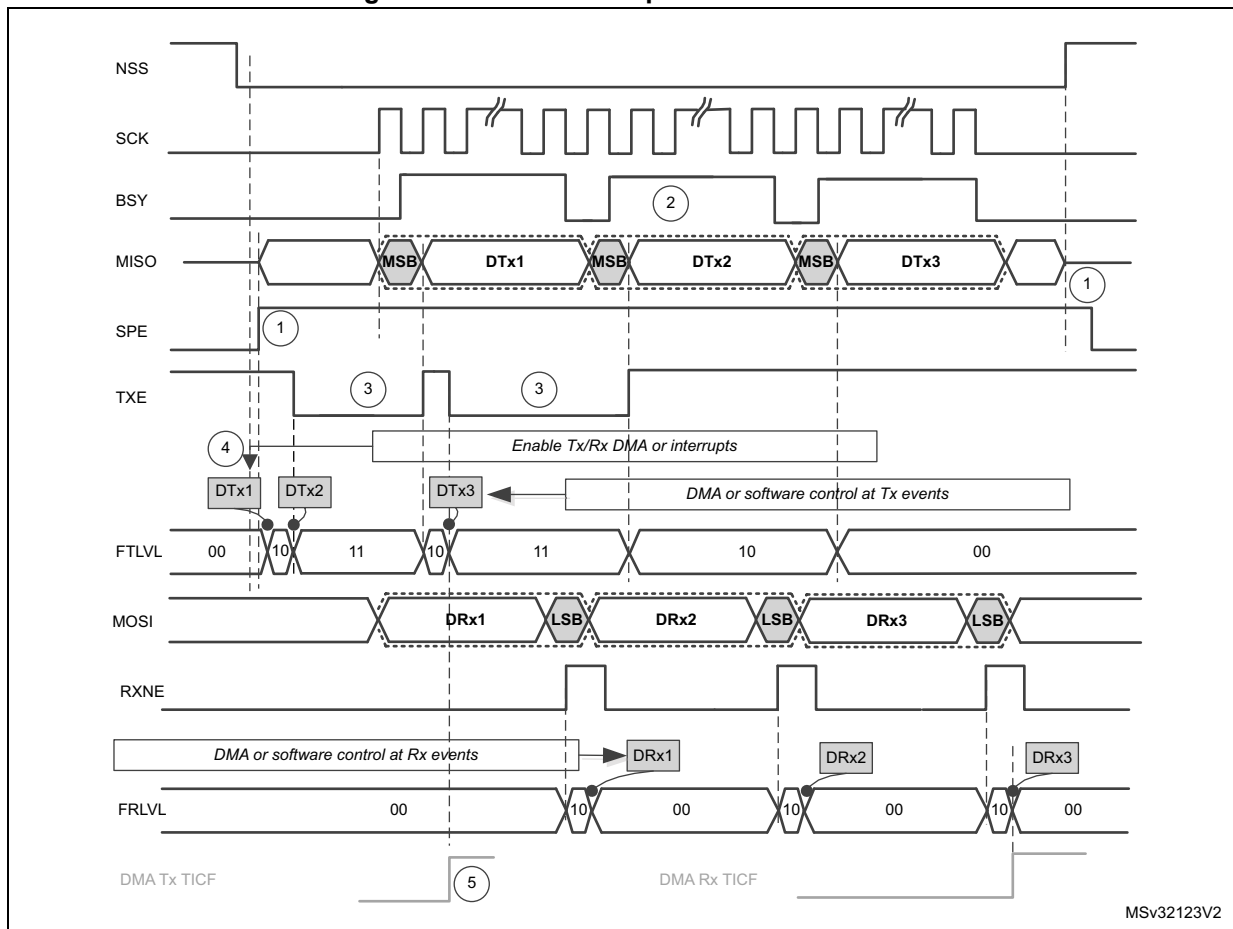 NSS
SCK
BSY
2
MISO
MSB
DTx1
MSB
DTx2
MSB
DTx3
1
SPE
1
TXE
3
3
4
Enable Tx/Rx DMA or interrupts
DTx1
DTx2
DTx3
DMA or software control at Tx events
FTLVL
00
10
11
10
11
10
00
MOSI
DRx1
LSB
DRx2
LSB
DRx3
LSB
RXNE
DMA or software control at Rx events
DRx1
DRx2
DRx3
FRLVL
00
10
00
10
00
10
00
DMA Tx TICF
5
DMA Rx TICF
MSv32123V2